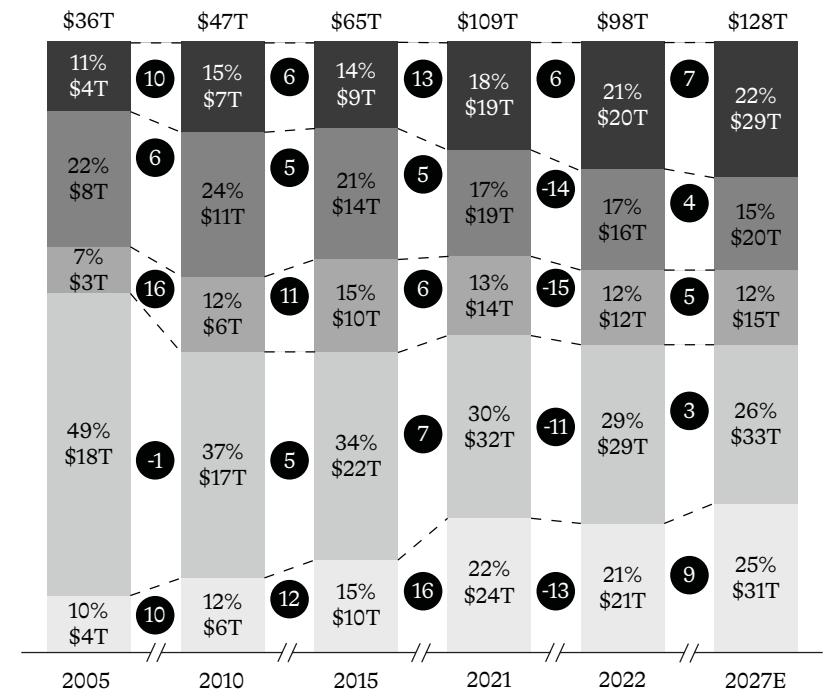 $36T $47T $65T $109T $98T $128T
11%
$4T
10
15%
$7T
6
14%
$9T
13
18%
$19T
6
21%
$20T
7
22%
$29T
22%
$8T
6
24%
$11T
5
21%
$14T
5
17%
$19T
-14
17%
$16T
4
15%
$20T
7%
$3T
16
12%
$6T
11
15%
$10T
6
13%
$14T
-15
12%
$12T
5
12%
$15T
49%
$18T
-1
37%
$17T
5
34%
$22T
7
30%
$32T
-11
29%
$29T
3
26%
$33T
10%
$4T
10
12%
$6T
12
15%
$10T
16
22%
$24T
-13
21%
$21T
9
25%
$31T
2005 2010 2015 2021 2022 2027E